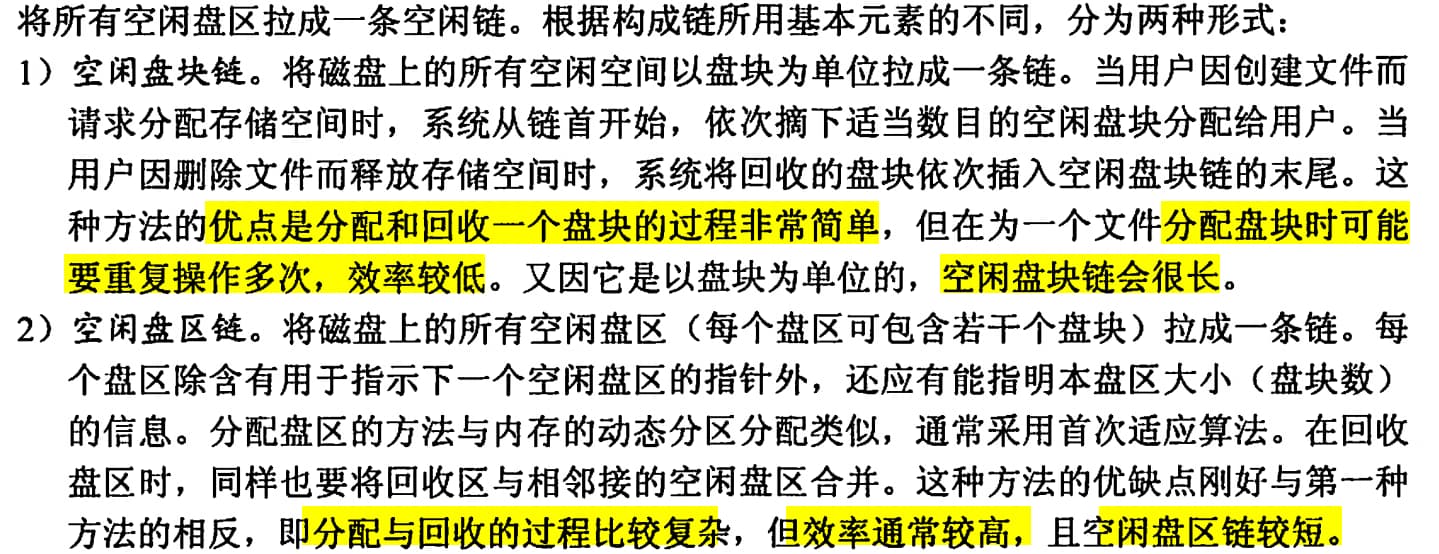 将所有空闲盘区拉成一条空闲链。根据构成链所用基本元素的不同，分为两种形式：
1）空闲盘块链。将磁盘上的所有空闲空间以盘块为单位拉成一条链。当用户因创建文件而
请求分配存储空间时，系统从链首开始，依次摘下适当数目的空闲盘块分配给用户。当
用户因删除文件而释放存储空间时，系统将回收的盘块依次插入空闲盘块链的末尾。这
种方法的优点是分配和回收一个盘块的过程非常简单，但在为一个文件分配盘块时可能
要重复操作多次，效率较低。又因它是以盘块为单位的，空闲盘块链会很长。
2）空闲盘区链。将磁盘上的所有空闲盘区（每个盘区可包含若干个盘块）拉成一条链。每
个盘区除含有用于指示下一个空闲盘区的指针外，还应有能指明本盘区大小（盘块数）
的信息。分配盘区的方法与内存的动态分区分配类似，通常采用首次适应算法。在回收
盘区时，同样也要将回收区与相邻接的空闲盘区合并。这种方法的优缺点刚好与第一种
方法的相反，即分配与回收的过程比较复杂，但效率通常较高，且空闲盘区链较短。